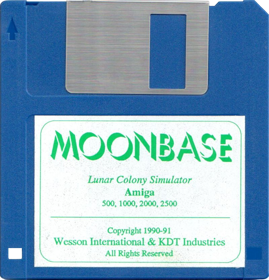 MOONBASE
Lunar Colony Simulator
Amiga
500, 1000, 2000, 2500
Copyright 1990-91
Wesson International & KDT Industries
All Rights Reserved